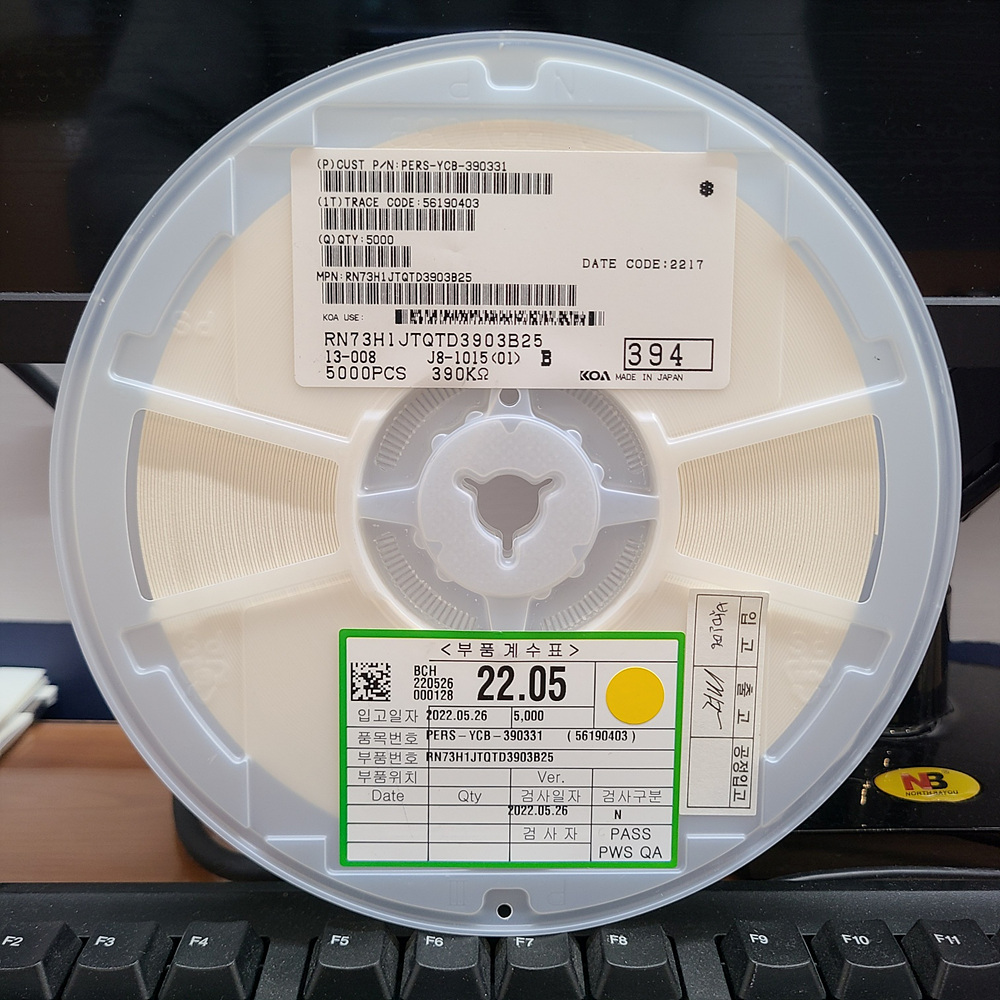 (P)CUST P/N:PERS-YCB-390331
(1T)TRACE CODE:56190403
(Q)QTY:5000
DATE CODE:2217
MPN:RN73H1JTQTD3903B25
KOA USE:
RN73H1JTQTD3903B25
13-008 J8-1015<01> B
394
5000PCS 390KΩ
KOA MADE IN JAPAN
<부품계수표>
BCH
220526
000128
22.05
입고일자 2022.05.26 5,000
품목번호 PERS-YCB-390331 (56190403)
부품번호 RN73H1JTQTD3903B25
부품위치 Ver.
Date Qty 검사일자 검사구분
2022.05.26 N
검사자 PASS
PWS QA
입고
출고
공정입고
NB
NORTH BAYOU
F2 F3 F4 F5 F6 F7 F8 F9 F10 F11